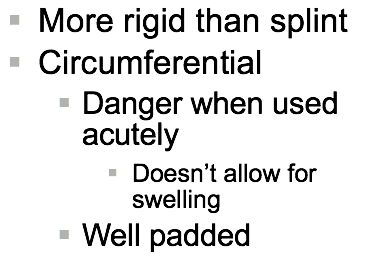 More rigid than splint
Circumferential
Danger when used
acutely
Doesn't allow for
swelling
Well padded